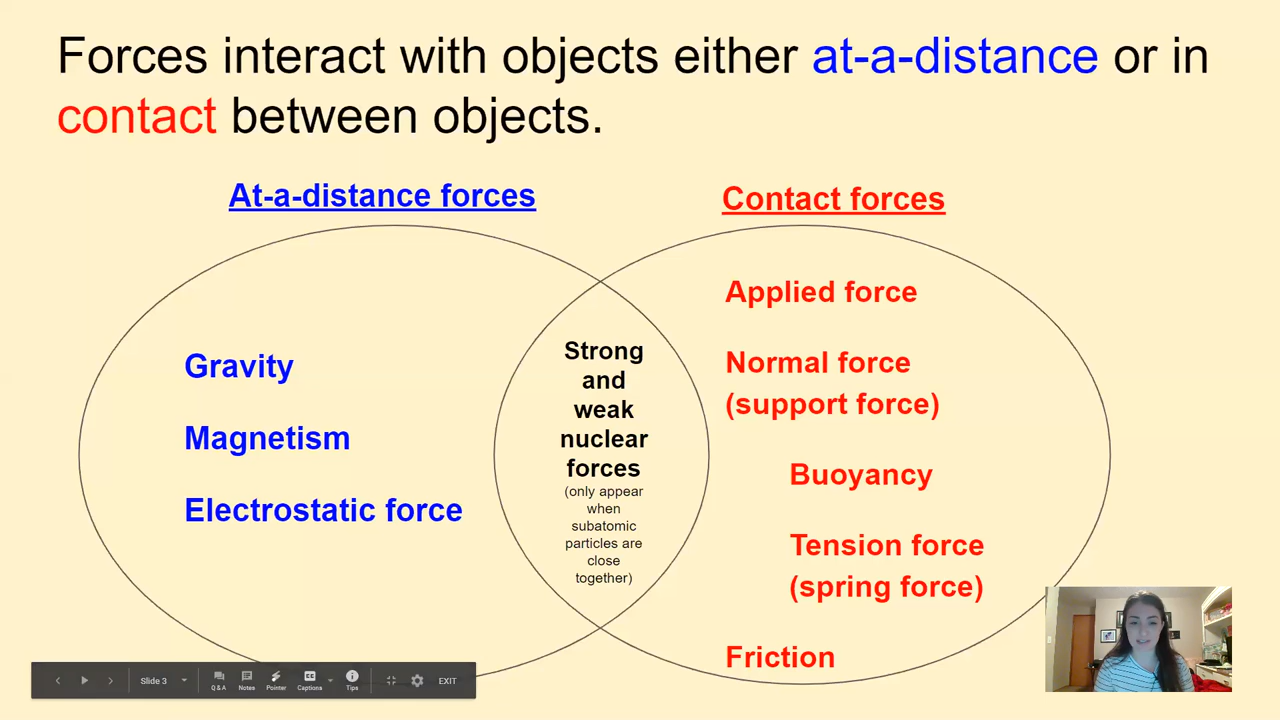 Forces interact with objects either at-a-distance or in
contact between objects.
At-a-distance forces
Gravity
Magnetism
Electrostatic force
Strong
and
weak
nuclear
forces
(only appear
when
subatomic
particles are
close
together)
Contact forces
Applied force
Normal force
(support force)
Buoyancy
Tension force
(spring force)
Friction
Slide 3
Q & A
Notes
Pointer
CC
Captions
Tips
EXIT